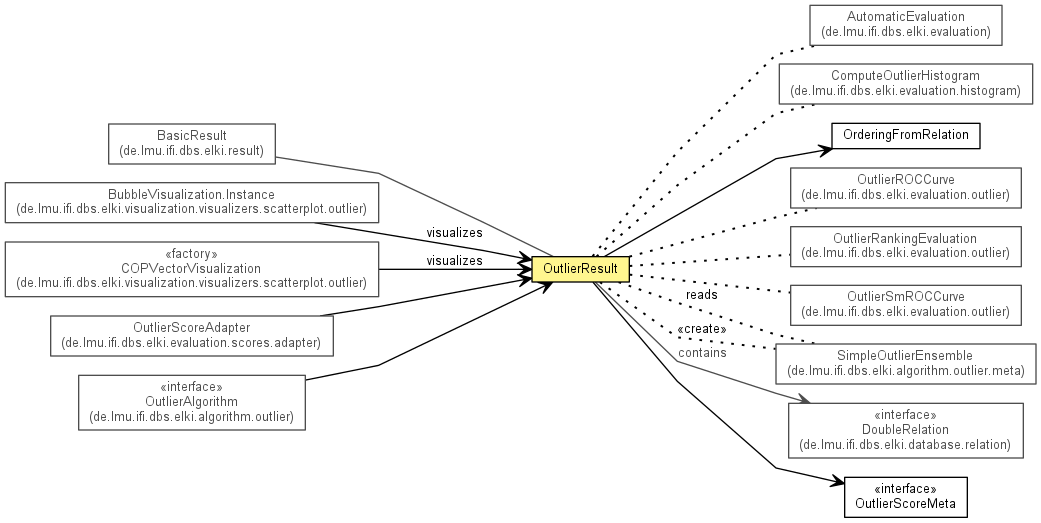 AutomaticEvaluation
(de.lmu.ifi.dbs.elki.evaluation)
ComputeOutlierHistogram
(de.lmu.ifi.dbs.elki.evaluation.histogram)
OrderingFromRelation
BasicResult
(de.lmu.ifi.dbs.elki.result)
OutlierROCCurve
(de.lmu.ifi.dbs.elki.evaluation.outlier)
BubbleVisualization.Instance
(de.lmu.ifi.dbs.elki.visualization.visualizers.scatterplot.outlier)
visualizes
OutlierRankingEvaluation
(de.lmu.ifi.dbs.elki.evaluation.outlier)
«factory»
COPVectorVisualization
(de.lmu.ifi.dbs.elki.visualization.visualizers.scatterplot.outlier)
visualizes
OutlierResult
OutlierSmROCCurve
(de.lmu.ifi.dbs.elki.evaluation.outlier)
reads
OutlierScoreAdapter
(de.lmu.ifi.dbs.elki.evaluation.scores.adapter)
«create»
contains
SimpleOutlierEnsemble
(de.lmu.ifi.dbs.elki.algorithm.outlier.meta)
«interface»
OutlierAlgorithm
(de.lmu.ifi.dbs.elki.algorithm.outlier)
«interface»
DoubleRelation
(de.lmu.ifi.dbs.elki.database.relation)
«interface»
OutlierScoreMeta